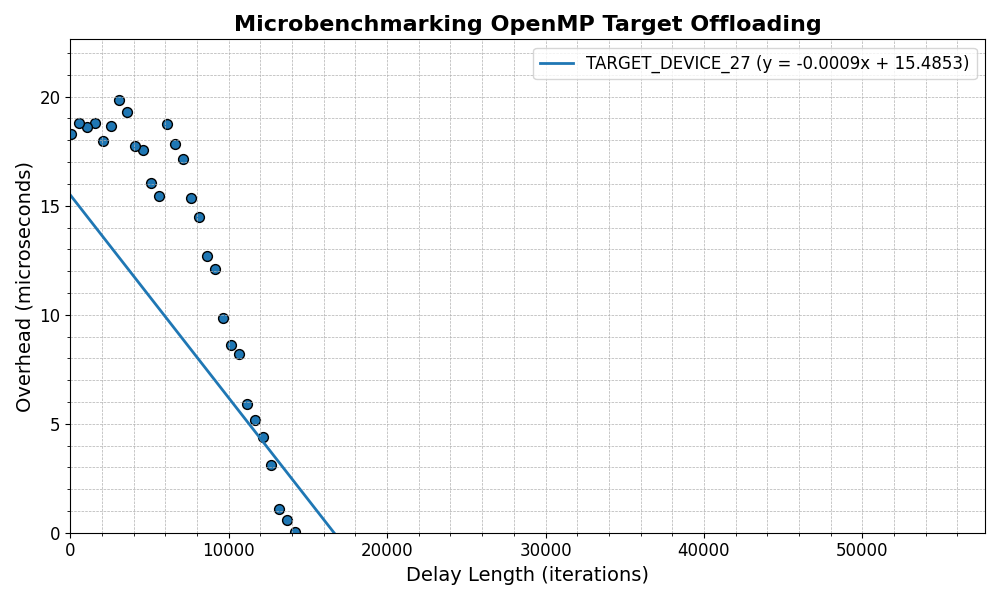 Microbenchmarking OpenMP Target Offloading
TARGET_DEVICE_27 (y = -0.0009x + 15.4853)
Overhead (microseconds)
20
15
10
5
0
0 10000 20000 30000 40000 50000
Delay Length (iterations)